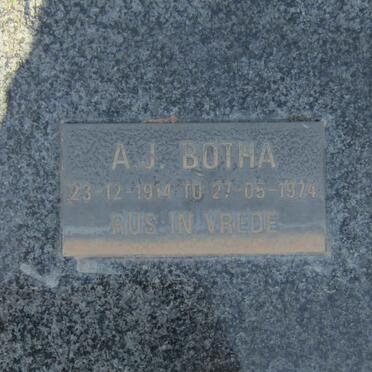 A.J. BOTHA
23-12-1914 TO 27-05-1974
RUS IN VREDE